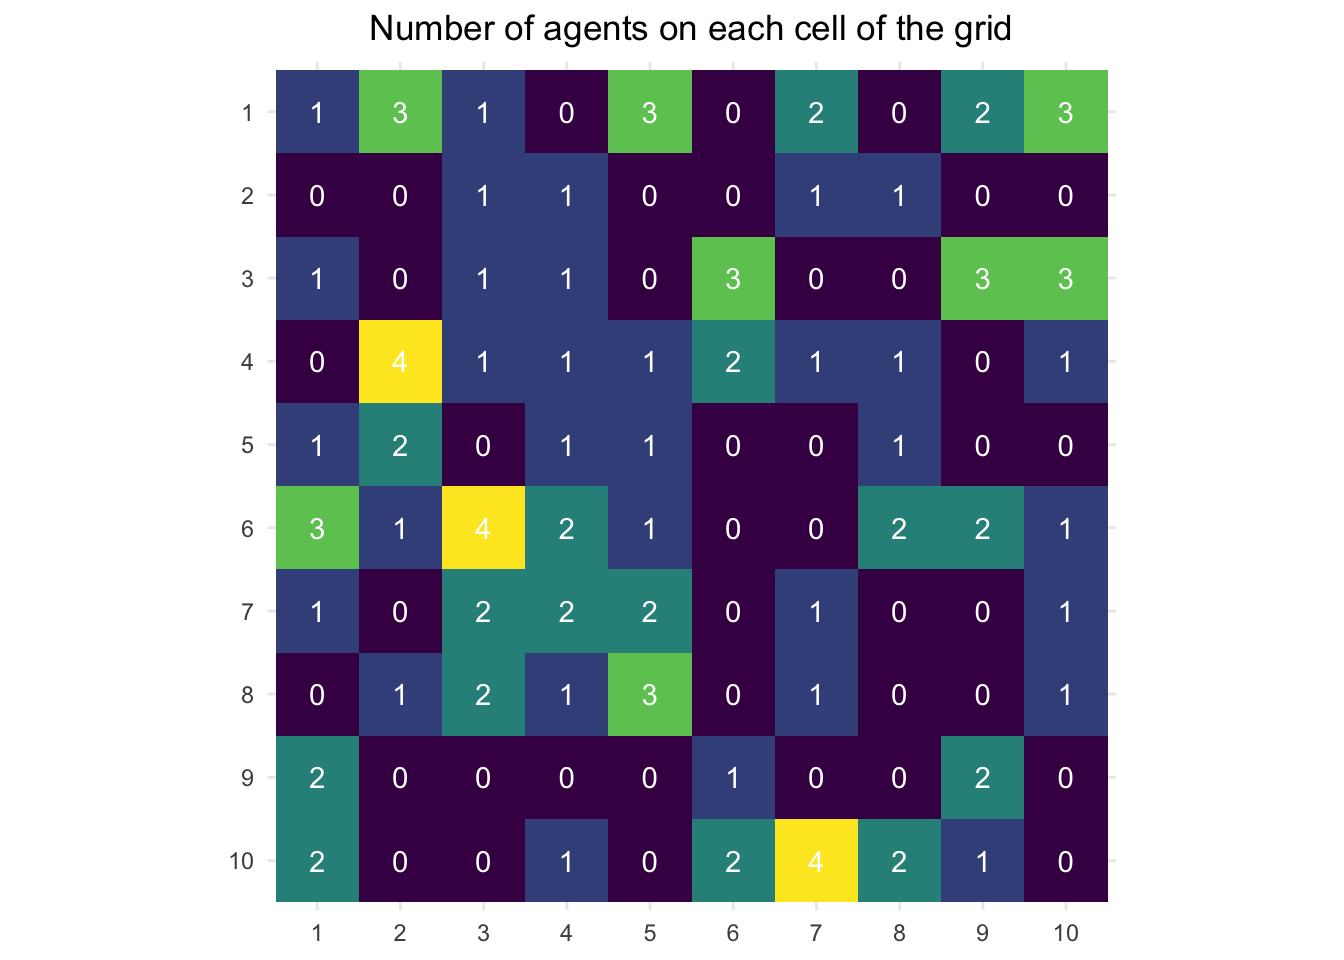 Number of agents on each cell of the grid
1 1 3 1 0 3 0 2 0 2 3
2 0 0 1 1 0 0 1 1 0 0
3 1 0 1 1 0 3 0 0 3 3
4 0 4 1 1 1 2 1 1 0 1
5 1 2 0 1 1 0 0 1 0 0
6 3 1 4 2 1 0 0 2 2 1
7 1 0 2 2 2 0 1 0 0 1
8 0 1 2 1 3 0 1 0 0 1
9 2 0 0 0 0 1 0 0 2 0
10 2 0 0 1 0 2 4 2 1 0
1 2 3 4 5 6 7 8 9 10